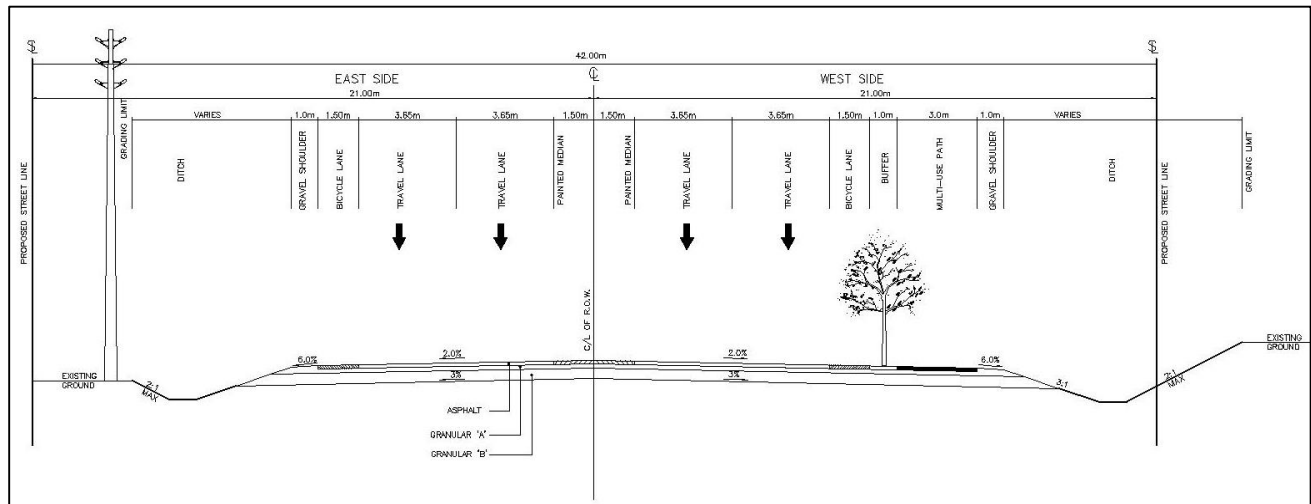 42.00m
EAST SIDE
WEST SIDE
21.00m
21.00m
VARIES
1.0m
1.50m
3.65m
3.65m
1.50m
1.50m
3.65m
3.65m
1.50m
1.0m
3.0m
1.0m
VARIES
PROPOSED STREET LINE
GRADING LIMIT
DITCH
GRAVEL SHOULDER
BICYCLE LANE
TRAVEL LANE
TRAVEL LANE
PAINTED MEDIAN
PAINTED MEDIAN
TRAVEL LANE
TRAVEL LANE
BICYCLE LANE
BUFFER
MULTI-USE PATH
GRAVEL SHOULDER
DITCH
PROPOSED STREET LINE
GRADING LIMIT
C/L OF R.O.W.
EXISTING
GROUND
2:1
MAX
6.0%
2.0%
3%
2.0%
3%
6.0%
3:1
2:1
MAX
EXISTING
GROUND
ASPHALT
GRANULAR 'A'
GRANULAR 'B'